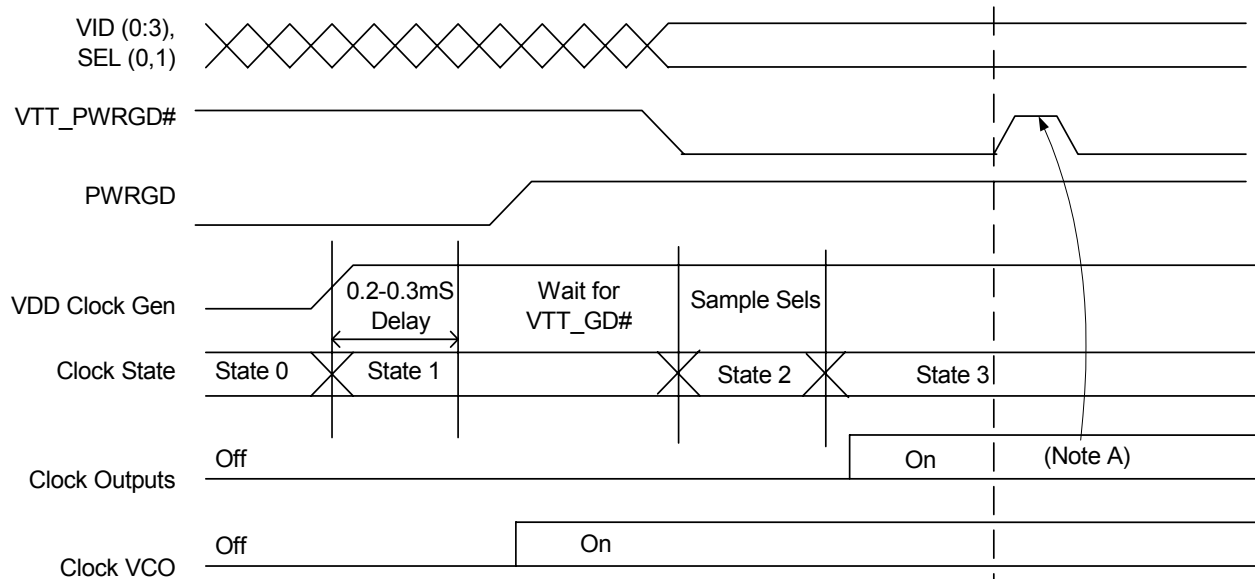 VID (0:3),
SEL (0,1)
VTT_PWRGD#
PWRGD
VDD Clock Gen
0.2-0.3mS
Delay
Wait for
VTT_GD#
Sample Sels
Clock State
State 0
State 1
State 2
State 3
Clock Outputs
Off
On
(Note A)
Clock VCO
Off
On